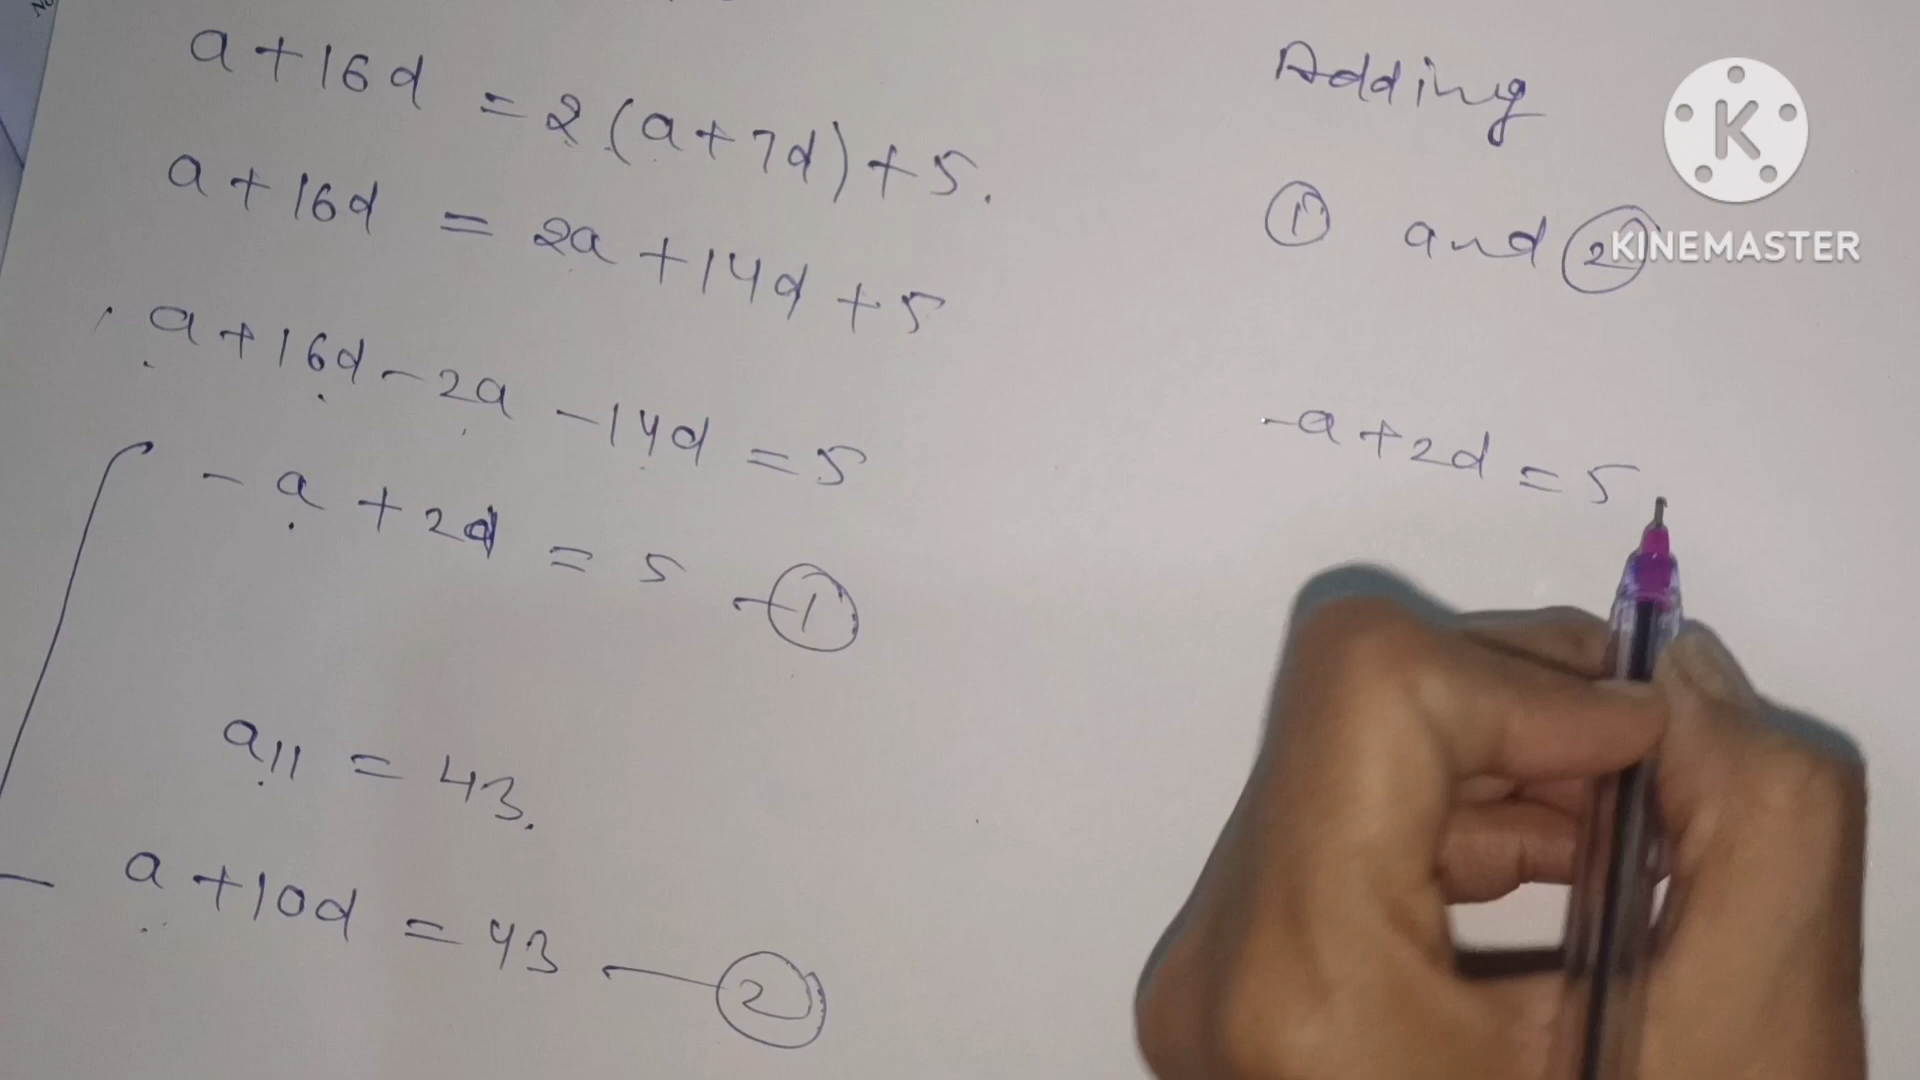 a + 16d = 2(a + 7d) + 5.
a + 16d = 2a + 14d + 5
a + 16d - 2a - 14d = 5
- a + 2d = 5 - ①
a11 = 43.
a + 10d = 43 — ②
Adding
① and ②
-a + 2d = 5
K
KINEMASTER